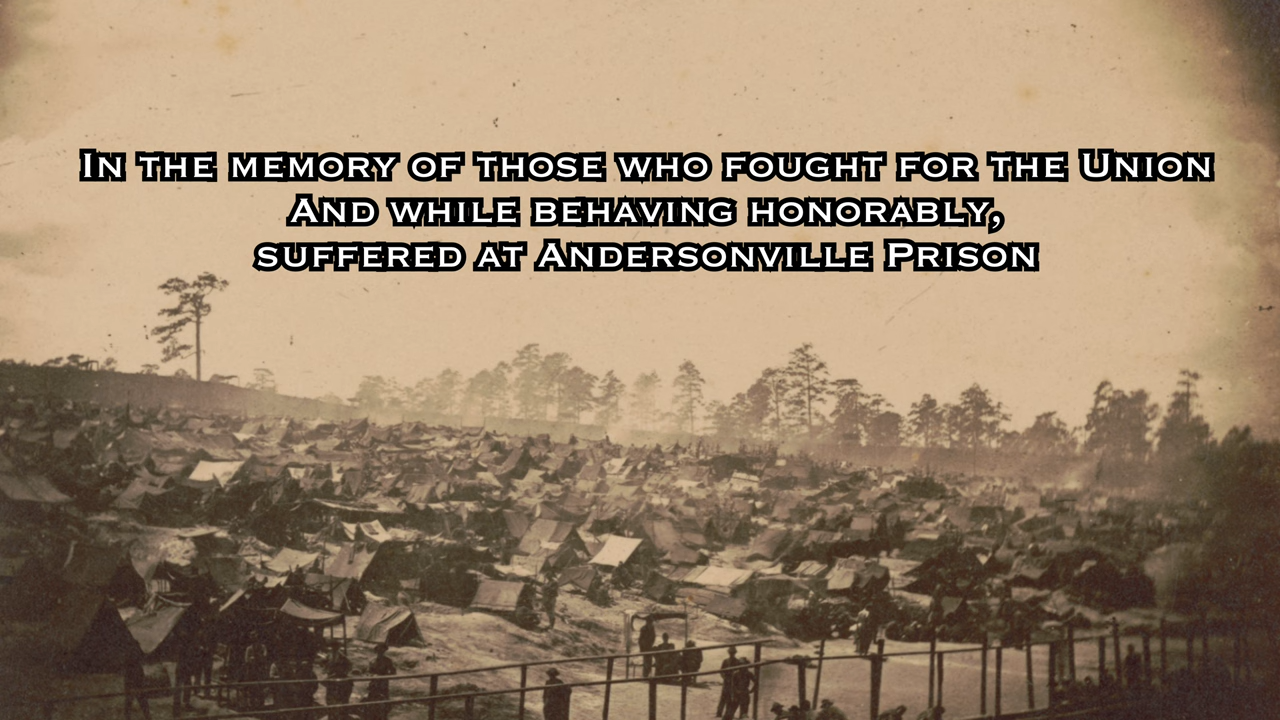 In the memory of those who fought for the Union
And while behaving honorably,
suffered at Andersonville Prison